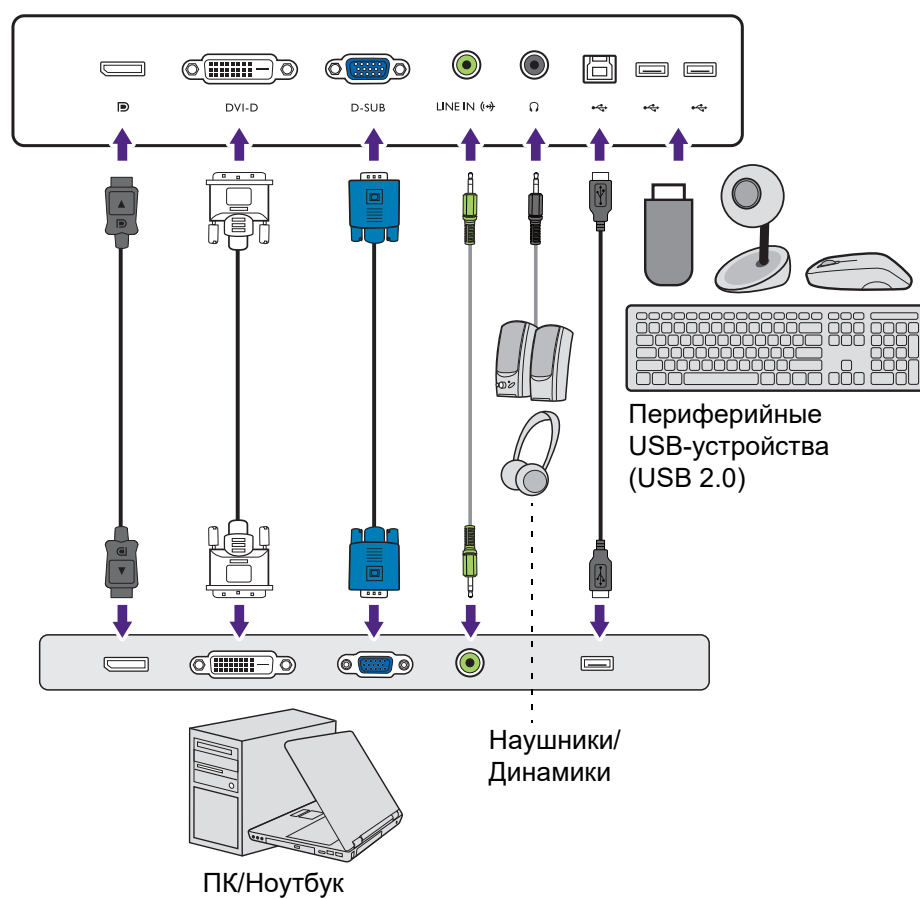 DVI-D
D-SUB
LINE IN
Периферийные
USB-устройства
(USB 2.0)
Наушники/
Динамики
ПК/Ноутбук